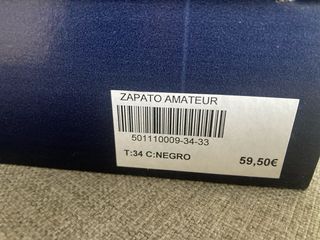 ZAPATO AMATEUR
501110009-34-33
T:34 C:NEGRO 59,50€